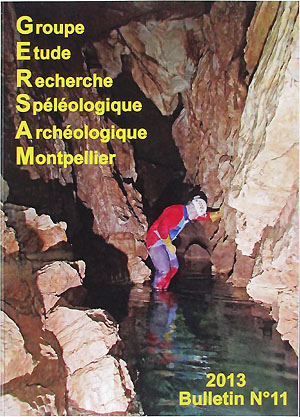 Groupe
Etude
Recherche
Spéléologique
Archéologique
Montpellier
2013
Bulletin N°11